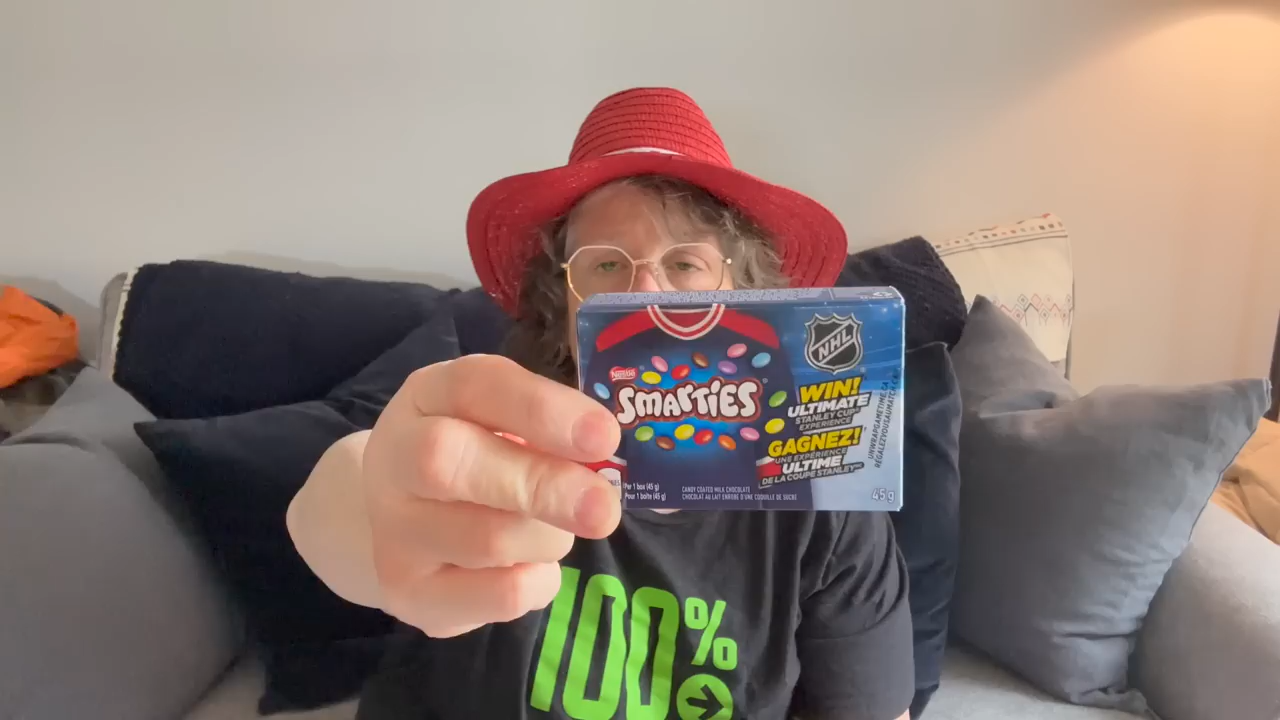 NHL
Nestlé
SMARTIES
WIN!
ULTIMATE
STANLEY CUP®
EXPERIENCE
GAGNEZ!
UNE EXPÉRIENCE
ULTIME
DE LA COUPE STANLEY
UNWRAPGAMETIME.CA
Per 1 box (45 g)
Pour 1 boîte (45 g)
CANDY COATED MILK CHOCOLATE
CHOCOLAT AU LAIT ENROBÉ D'UNE COQUILLE DE SUCRE
45 g
100%